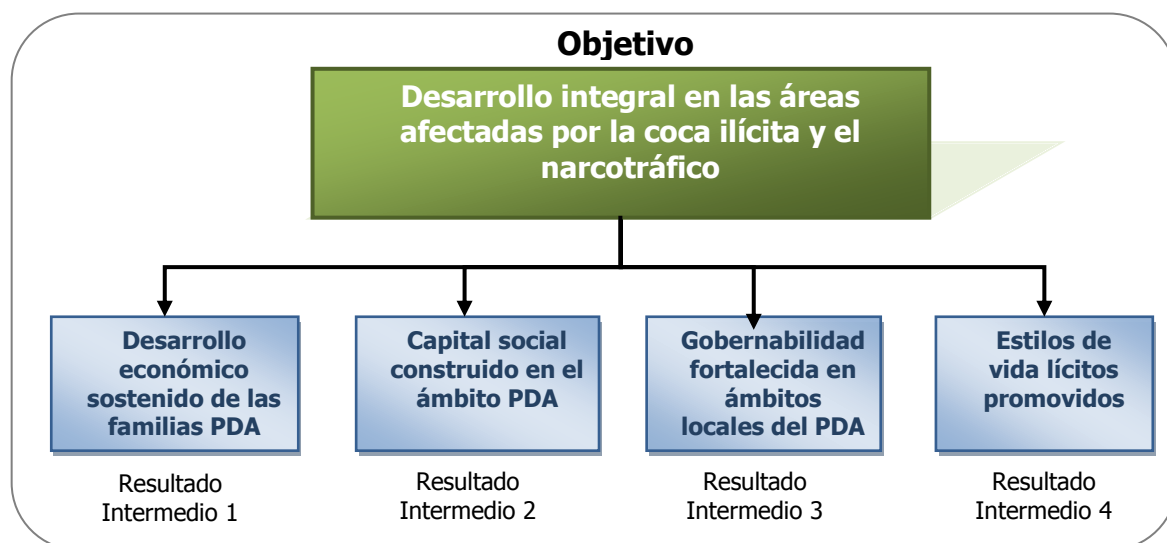 Objetivo
Desarrollo integral en las áreas
afectadas por la coca ilícita y el
narcotráfico
Desarrollo
económico
sostenido de las
familias PDA
Capital social
construido en el
ámbito PDA
Gobernabilidad
fortalecida en
ámbitos
locales del PDA
Estilos de
vida lícitos
promovidos
Resultado
Intermedio 1
Resultado
Intermedio 2
Resultado
Intermedio 3
Resultado
Intermedio 4